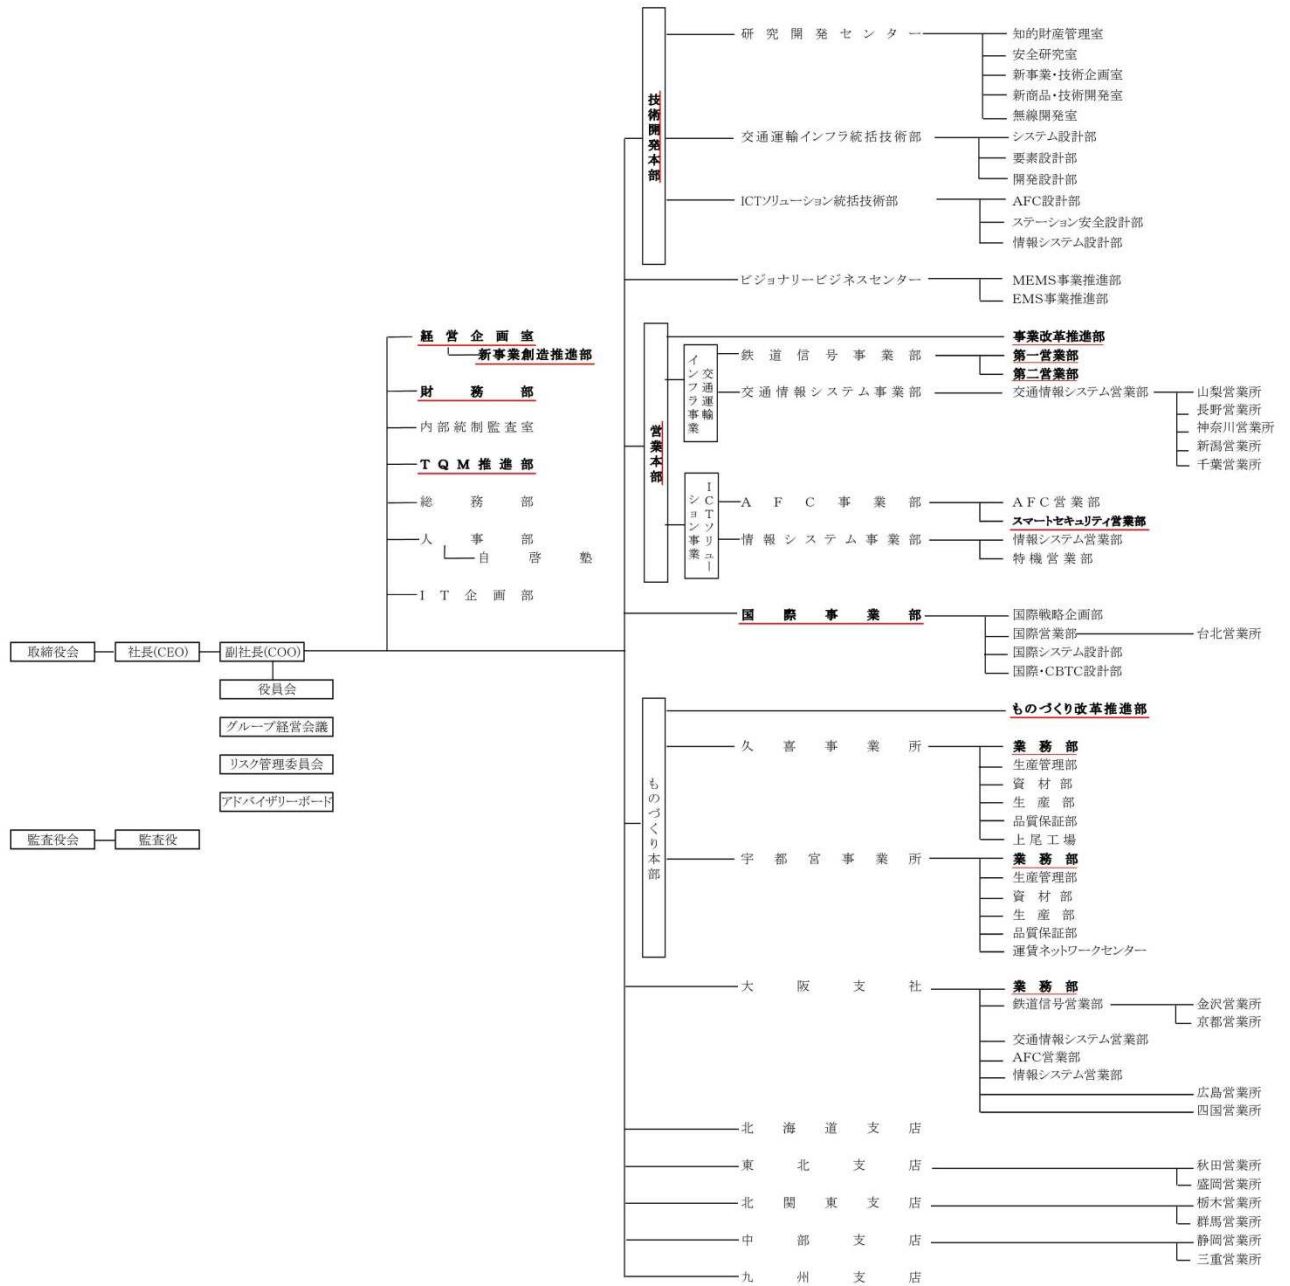 取締役会
社長(CEO)
副社長(COO)
役員会
グループ経営会議
リスク管理委員会
アドバイザリーボード
監査役会
監査役
経営企画室
新事業創造推進部
財務部
内部統制監査室
TQM推進部
総務部
人事部
自啓塾
IT企画部
技術開発本部
研究開発センター
知的財産管理室
安全研究室
新事業・技術企画室
新商品・技術開発室
無線開発室
交通運輸インフラ統括技術部
システム設計部
要素設計部
開発設計部
ICTソリューション統括技術部
AFC設計部
ステーション安全設計部
情報システム設計部
ビジョナリービジネスセンター
MEMS事業推進部
EMS事業推進部
営業本部
事業改革推進部
交通運輸
インフラ事業
鉄道信号事業部
第一営業部
第二営業部
交通情報システム事業部
交通情報システム営業部
山梨営業所
長野営業所
神奈川営業所
新潟営業所
千葉営業所
ICTソリュー
ション事業
AFC事業部
AFC営業部
スマートセキュリティ営業部
情報システム事業部
情報システム営業部
特機営業部
国際事業部
国際戦略企画部
国際営業部
台北営業所
国際システム設計部
国際・CBTC設計部
ものづくり本部
ものづくり改革推進部
久喜事業所
業務部
生産管理部
資材部
生産部
品質保証部
上尾工場
宇都宮事業所
業務部
生産管理部
資材部
生産部
品質保証部
運賃ネットワークセンター
大阪支社
業務部
鉄道信号営業部
金沢営業所
京都営業所
交通情報システム営業部
AFC営業部
情報システム営業部
広島営業所
四国営業所
北海道支店
東北支店
秋田営業所
盛岡営業所
北関東支店
栃木営業所
群馬営業所
中部支店
静岡営業所
三重営業所
九州支店